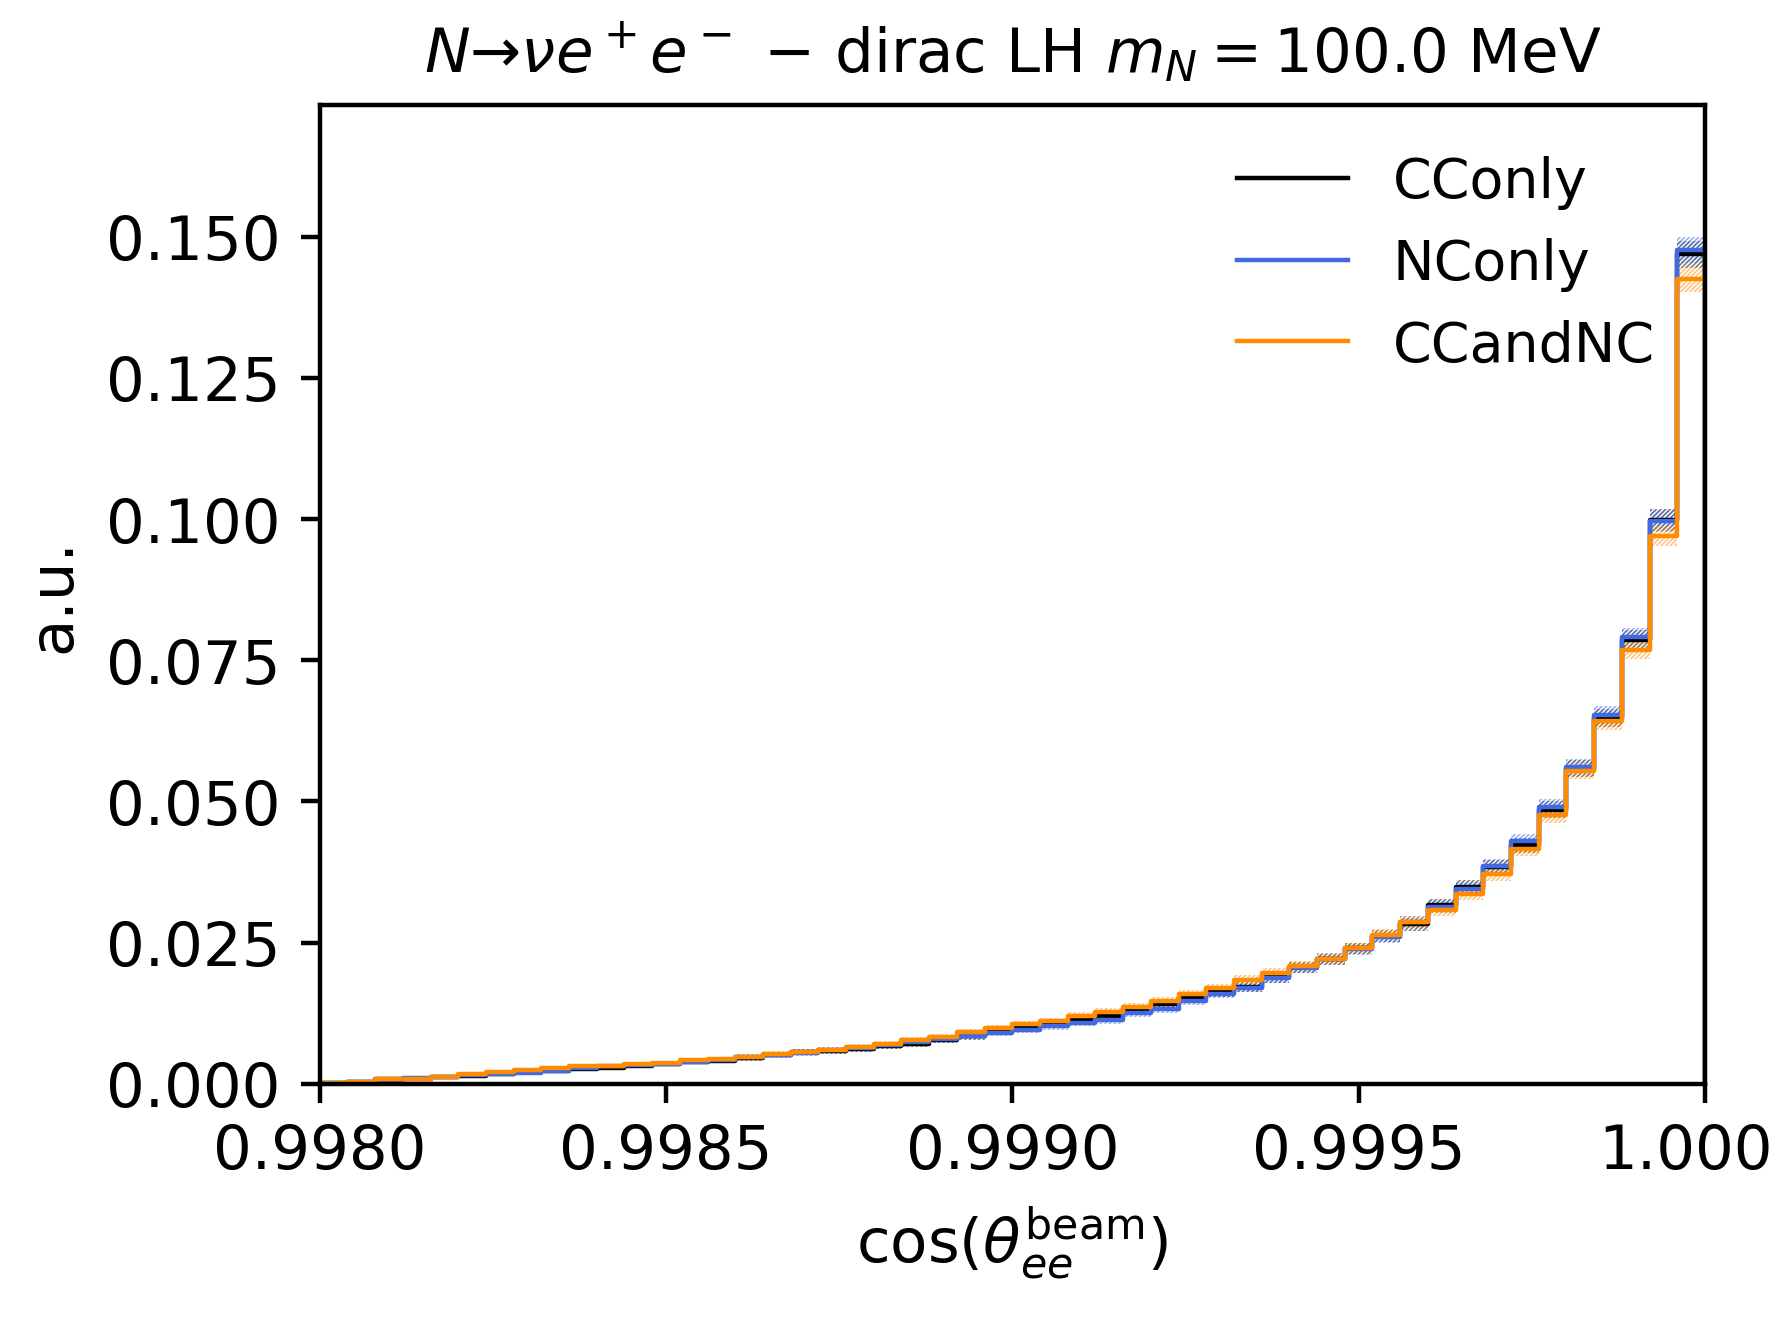 N→νe⁺e⁻ − dirac LH m_N = 100.0 MeV
CConly
NConly
CCandNC
0.150
0.125
0.100
0.075
0.050
0.025
0.000
a.u.
0.9980 0.9985 0.9990 0.9995 1.000
cos(θ_ee^beam)